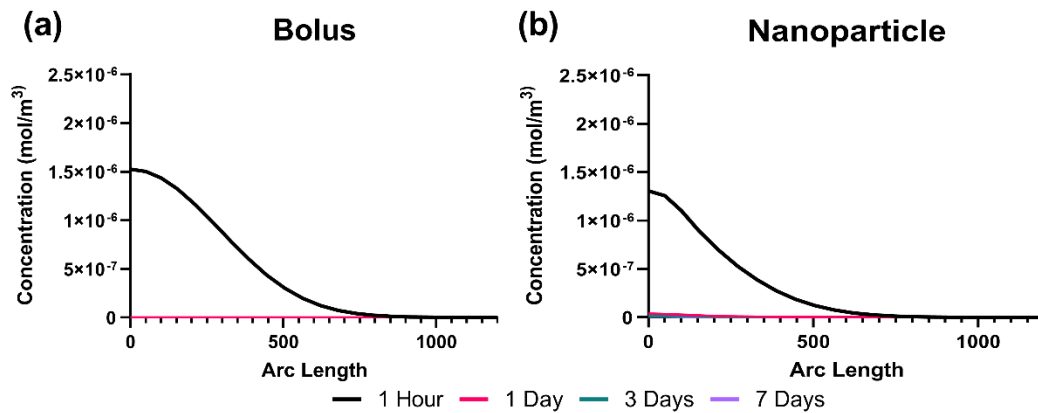 (a) Bolus
Concentration (mol/m³)
2.5×10⁻⁶
2×10⁻⁶
1.5×10⁻⁶
1×10⁻⁶
5×10⁻⁷
0
0 500 1000
Arc Length
(b) Nanoparticle
Concentration (mol/m³)
2.5×10⁻⁶
2×10⁻⁶
1.5×10⁻⁶
1×10⁻⁶
5×10⁻⁷
0
0 500 1000
Arc Length
1 Hour 1 Day 3 Days 7 Days